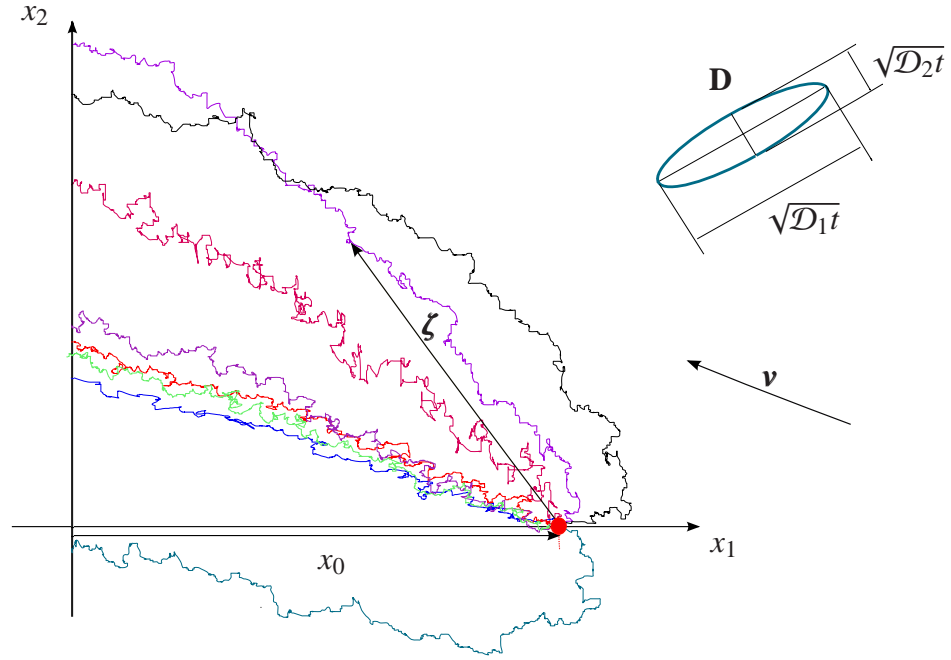 x₂
D
√𝒟₂t
√𝒟₁t
ζ
v
x₁
x₀